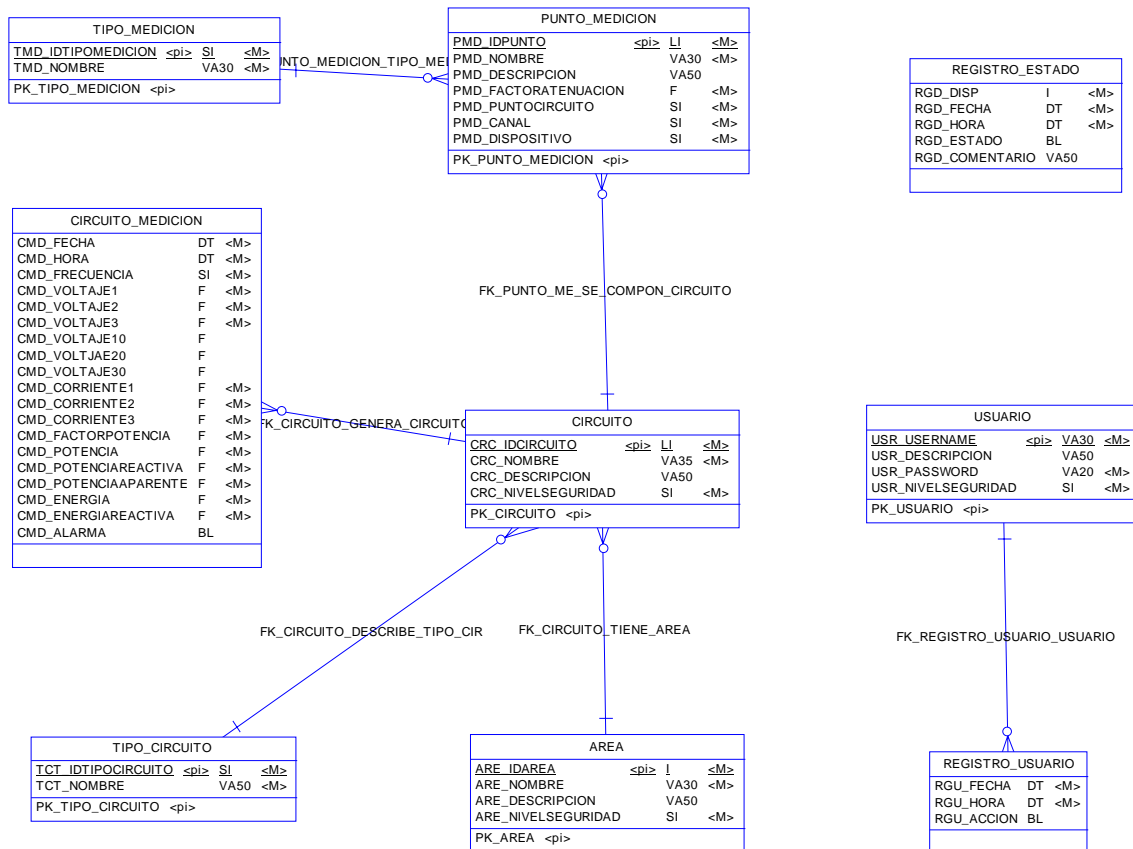 TIPO_MEDICION
TMD_IDTIPOMEDICION <pi> SI <M>
TMD_NOMBRE VA30 <M>
PK_TIPO_MEDICION <pi>
UNTO_MEDICION_TIPO_ME
PUNTO_MEDICION
PMD_IDPUNTO <pi> LI <M>
PMD_NOMBRE VA30 <M>
PMD_DESCRIPCION VA50
PMD_FACTORATENUACION F <M>
PMD_PUNTOCIRCUITO SI <M>
PMD_CANAL SI <M>
PMD_DISPOSITIVO SI <M>
PK_PUNTO_MEDICION <pi>
REGISTRO_ESTADO
RGD_DISP I <M>
RGD_FECHA DT <M>
RGD_HORA DT <M>
RGD_ESTADO BL
RGD_COMENTARIO VA50
CIRCUITO_MEDICION
CMD_FECHA DT <M>
CMD_HORA DT <M>
CMD_FRECUENCIA SI <M>
CMD_VOLTAJE1 F <M>
CMD_VOLTAJE2 F <M>
CMD_VOLTAJE3 F <M>
CMD_VOLTAJE10 F
CMD_VOLTJAE20 F
CMD_VOLTAJE30 F
CMD_CORRIENTE1 F <M>
CMD_CORRIENTE2 F <M>
CMD_CORRIENTE3 F <M>
CMD_FACTORPOTENCIA F <M>
CMD_POTENCIA F <M>
CMD_POTENCIAREACTIVA F <M>
CMD_POTENCIAAPARENTE F <M>
CMD_ENERGIA F <M>
CMD_ENERGIAREACTIVA F <M>
CMD_ALARMA BL
FK_PUNTO_ME_SE_COMPON_CIRCUITO
FK_CIRCUITO_GENERA_CIRCUITO
CIRCUITO
CRC_IDCIRCUITO <pi> LI <M>
CRC_NOMBRE VA35 <M>
CRC_DESCRIPCION VA50
CRC_NIVELSEGURIDAD SI <M>
PK_CIRCUITO <pi>
USUARIO
USR_USERNAME <pi> VA30 <M>
USR_DESCRIPCION VA50
USR_PASSWORD VA20 <M>
USR_NIVELSEGURIDAD SI <M>
PK_USUARIO <pi>
FK_CIRCUITO_DESCRIBE_TIPO_CIR
FK_CIRCUITO_TIENE_AREA
FK_REGISTRO_USUARIO_USUARIO
TIPO_CIRCUITO
TCT_IDTIPOCIRCUITO <pi> SI <M>
TCT_NOMBRE VA50 <M>
PK_TIPO_CIRCUITO <pi>
AREA
ARE_IDAREA <pi> I <M>
ARE_NOMBRE VA30 <M>
ARE_DESCRIPCION VA50
ARE_NIVELSEGURIDAD SI <M>
PK_AREA <pi>
REGISTRO_USUARIO
RGU_FECHA DT <M>
RGU_HORA DT <M>
RGU_ACCION BL